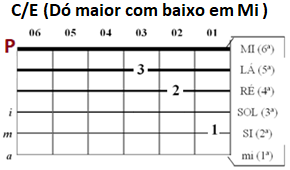 C/E (Dó maior com baixo em Mi )
06 05 04 03 02 01
P MI (6ª)
3 LÁ (5ª)
2 RÉ (4ª)
i SOL (3ª)
m 1 SI (2ª)
a mi (1ª)